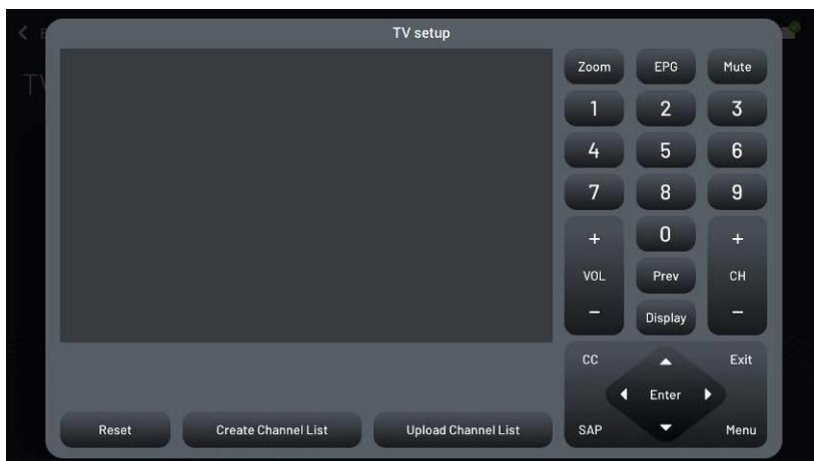 TV setup
Zoom EPG Mute
1 2 3
4 5 6
7 8 9
+ 0 +
VOL Prev CH
− Display −
CC Exit
Enter
SAP Menu
Reset Create Channel List Upload Channel List
TV